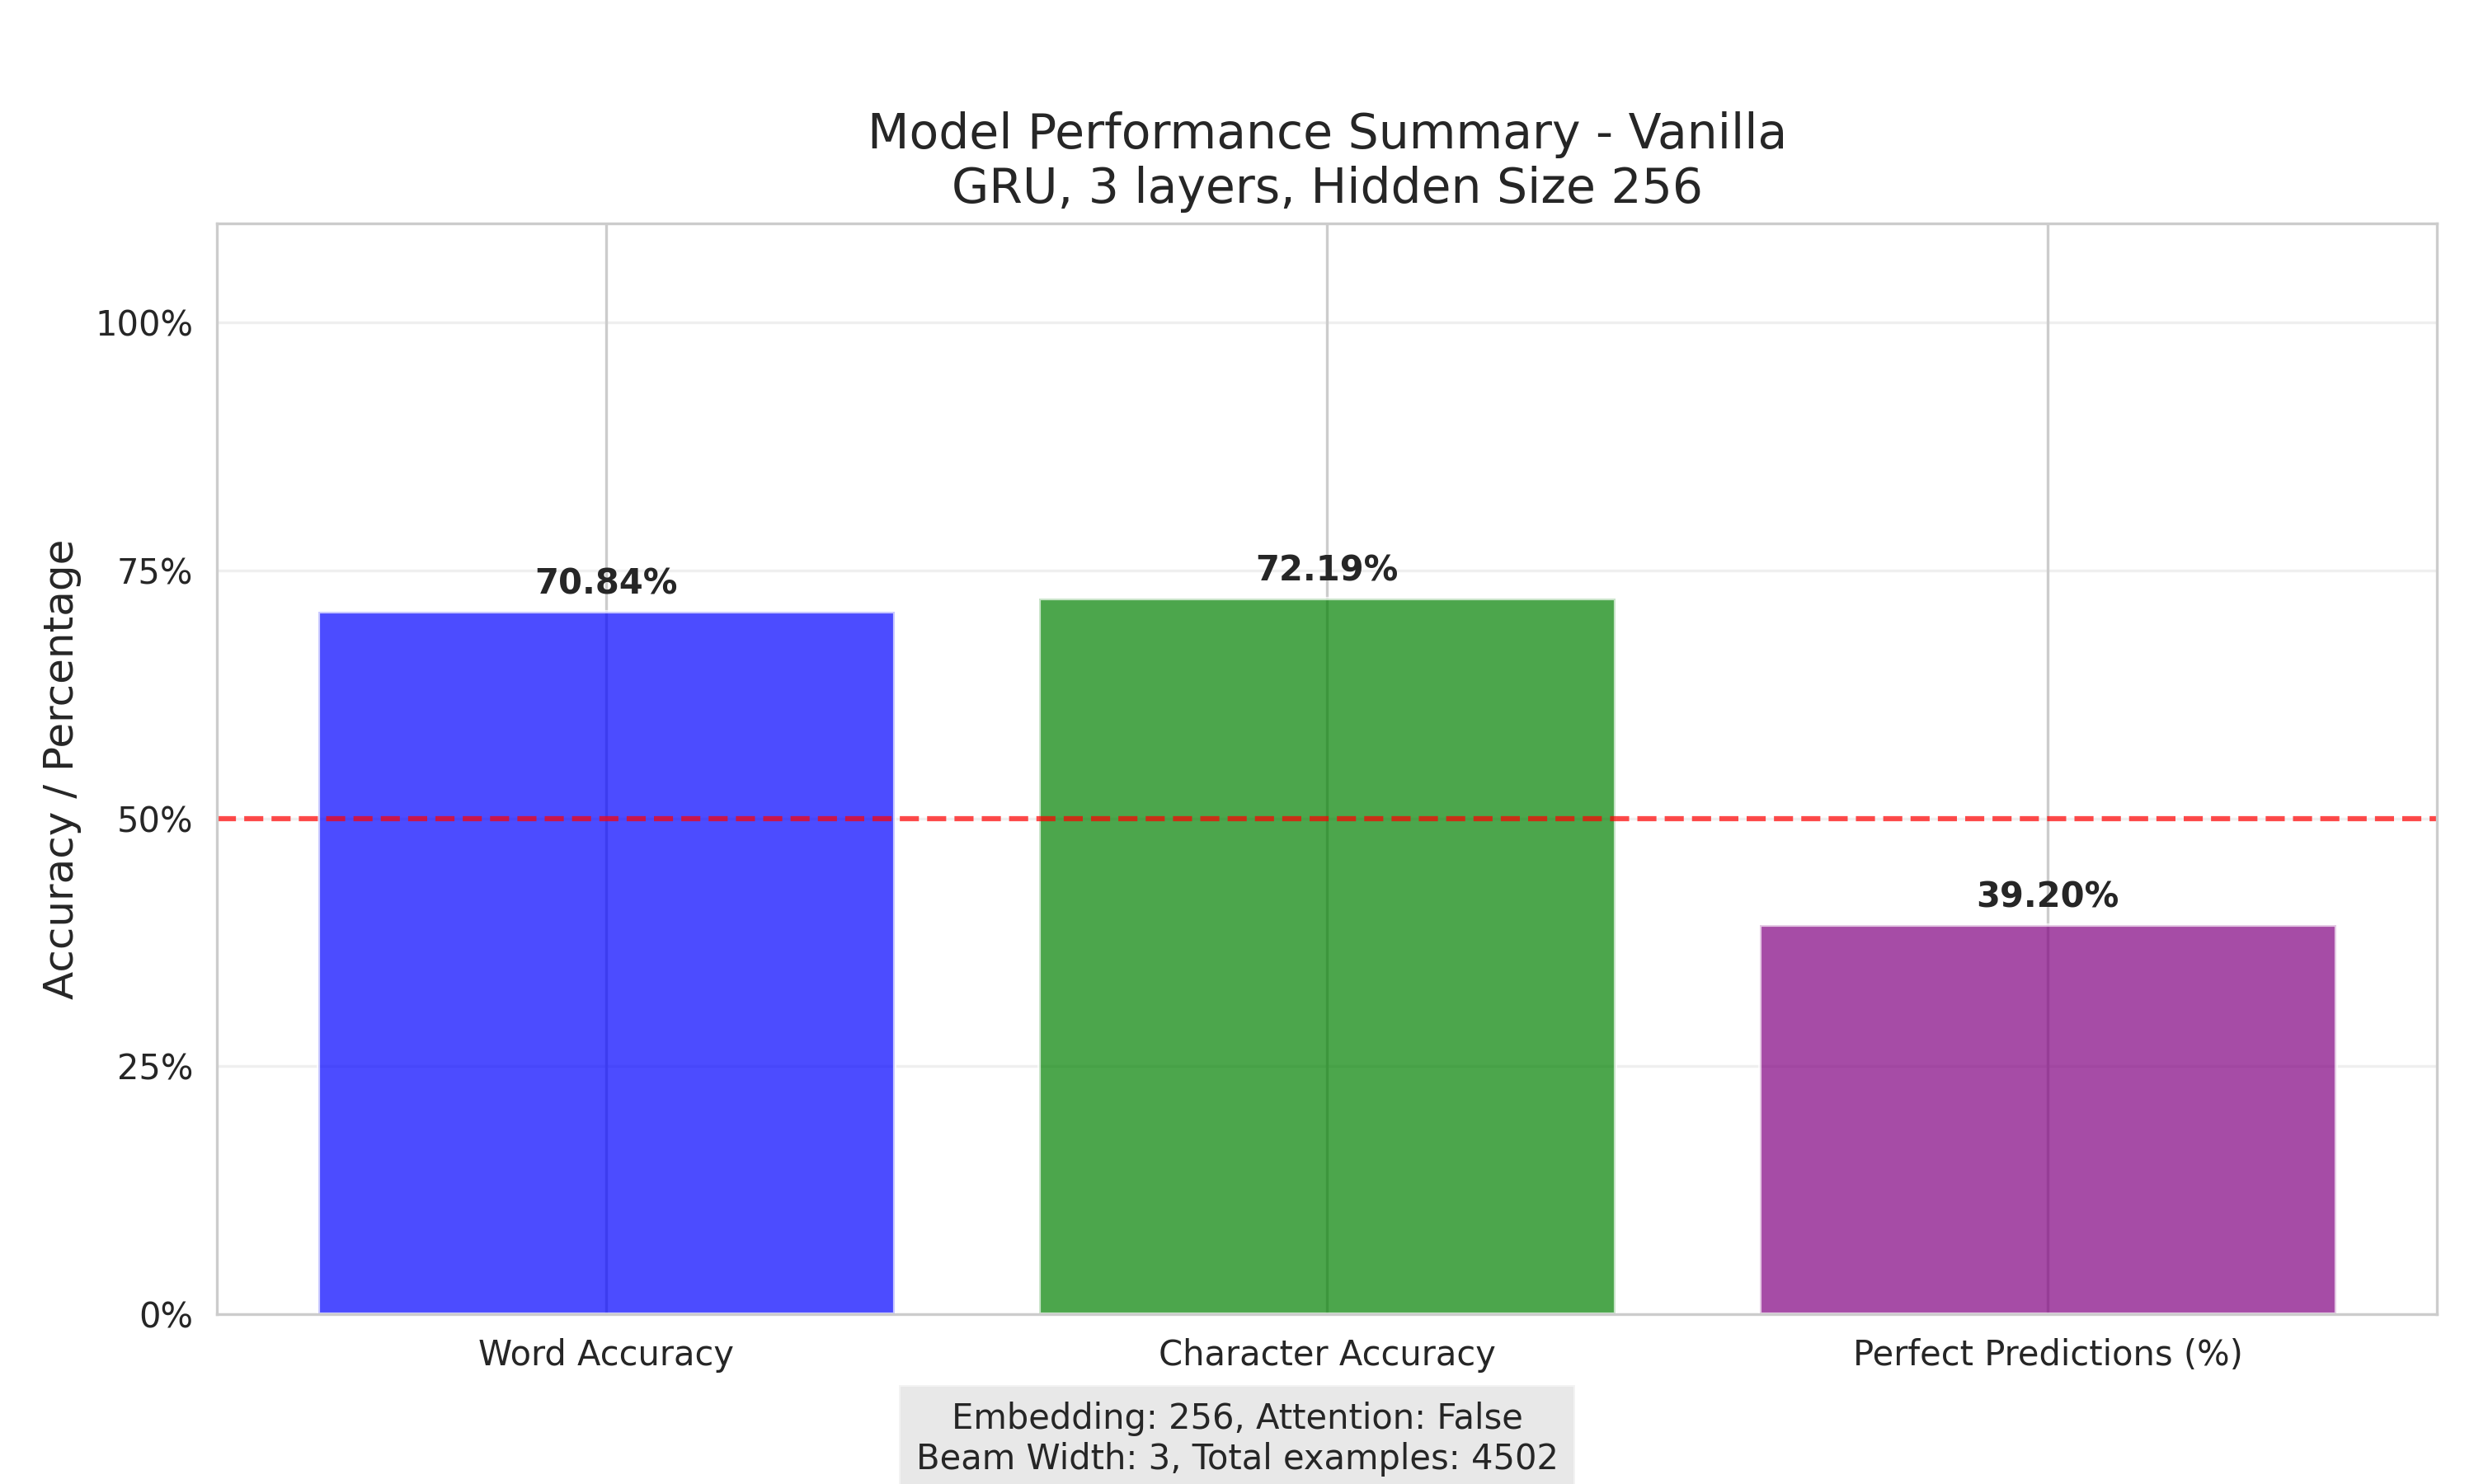 Model Performance Summary - Vanilla
GRU, 3 layers, Hidden Size 256
Accuracy / Percentage
100%
75%
50%
25%
0%
70.84%
72.19%
39.20%
Word Accuracy
Character Accuracy
Perfect Predictions (%)
Embedding: 256, Attention: False
Beam Width: 3, Total examples: 4502